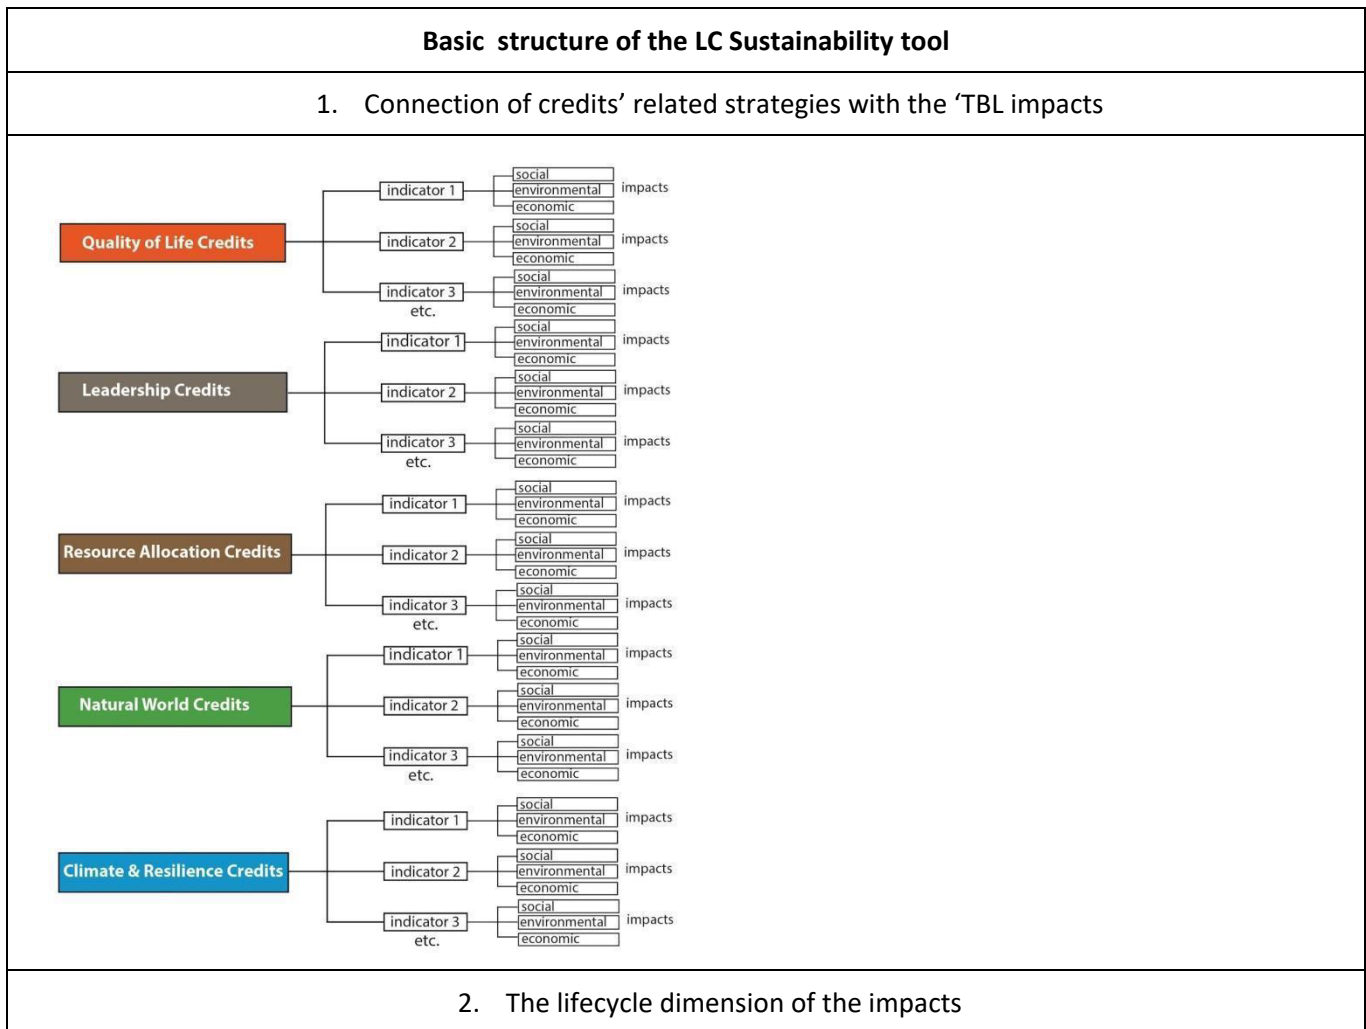 Basic structure of the LC Sustainability tool
1. Connection of credits’ related strategies with the ‘TBL impacts
Quality of Life Credits
indicator 1
social
environmental
economic
impacts
indicator 2
social
environmental
economic
impacts
indicator 3
etc.
social
environmental
economic
impacts
Leadership Credits
indicator 1
social
environmental
economic
impacts
indicator 2
social
environmental
economic
impacts
indicator 3
etc.
social
environmental
economic
impacts
Resource Allocation Credits
indicator 1
social
environmental
economic
impacts
indicator 2
social
environmental
economic
impacts
indicator 3
etc.
social
environmental
economic
impacts
Natural World Credits
indicator 1
social
environmental
economic
impacts
indicator 2
social
environmental
economic
impacts
indicator 3
etc.
social
environmental
economic
impacts
Climate & Resilience Credits
indicator 1
social
environmental
economic
impacts
indicator 2
social
environmental
economic
impacts
indicator 3
etc.
social
environmental
economic
impacts
2. The lifecycle dimension of the impacts